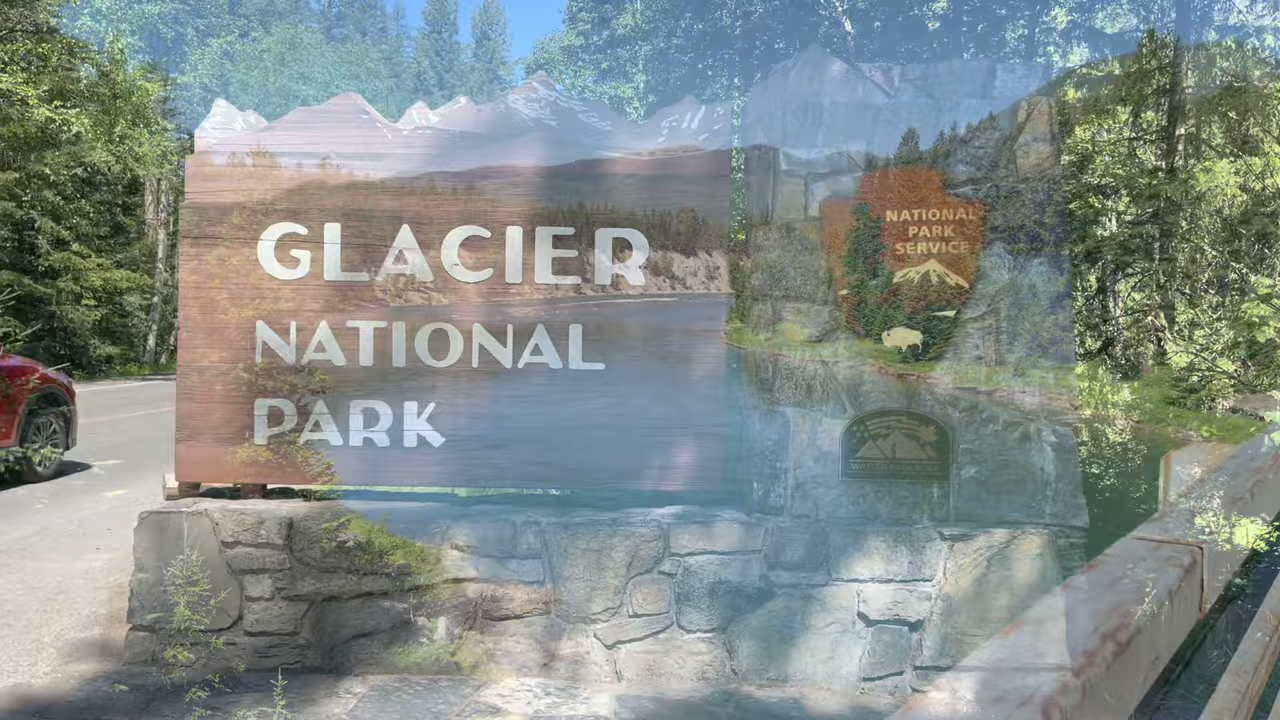 GLACIER
NATIONAL
PARK
NATIONAL
PARK
SERVICE